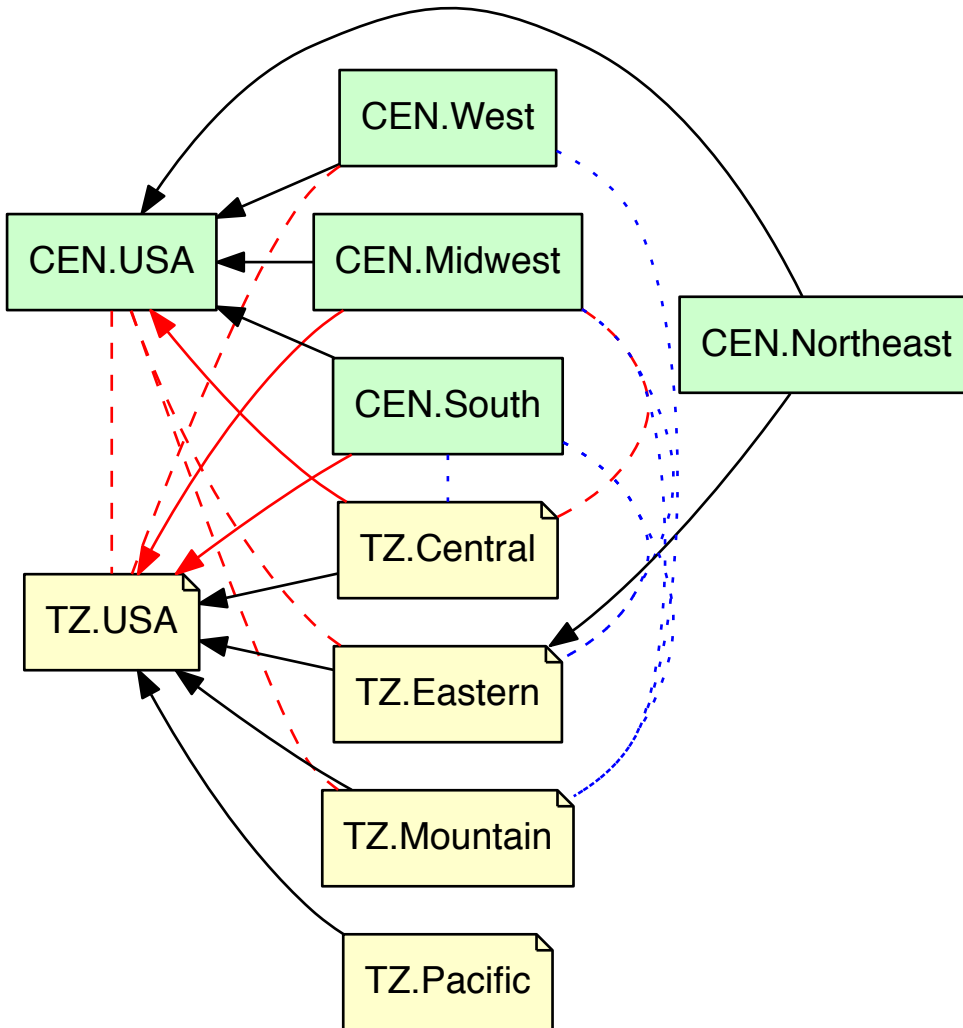 CEN.West
CEN.USA
CEN.Midwest
CEN.Northeast
CEN.South
TZ.Central
TZ.USA
TZ.Eastern
TZ.Mountain
TZ.Pacific